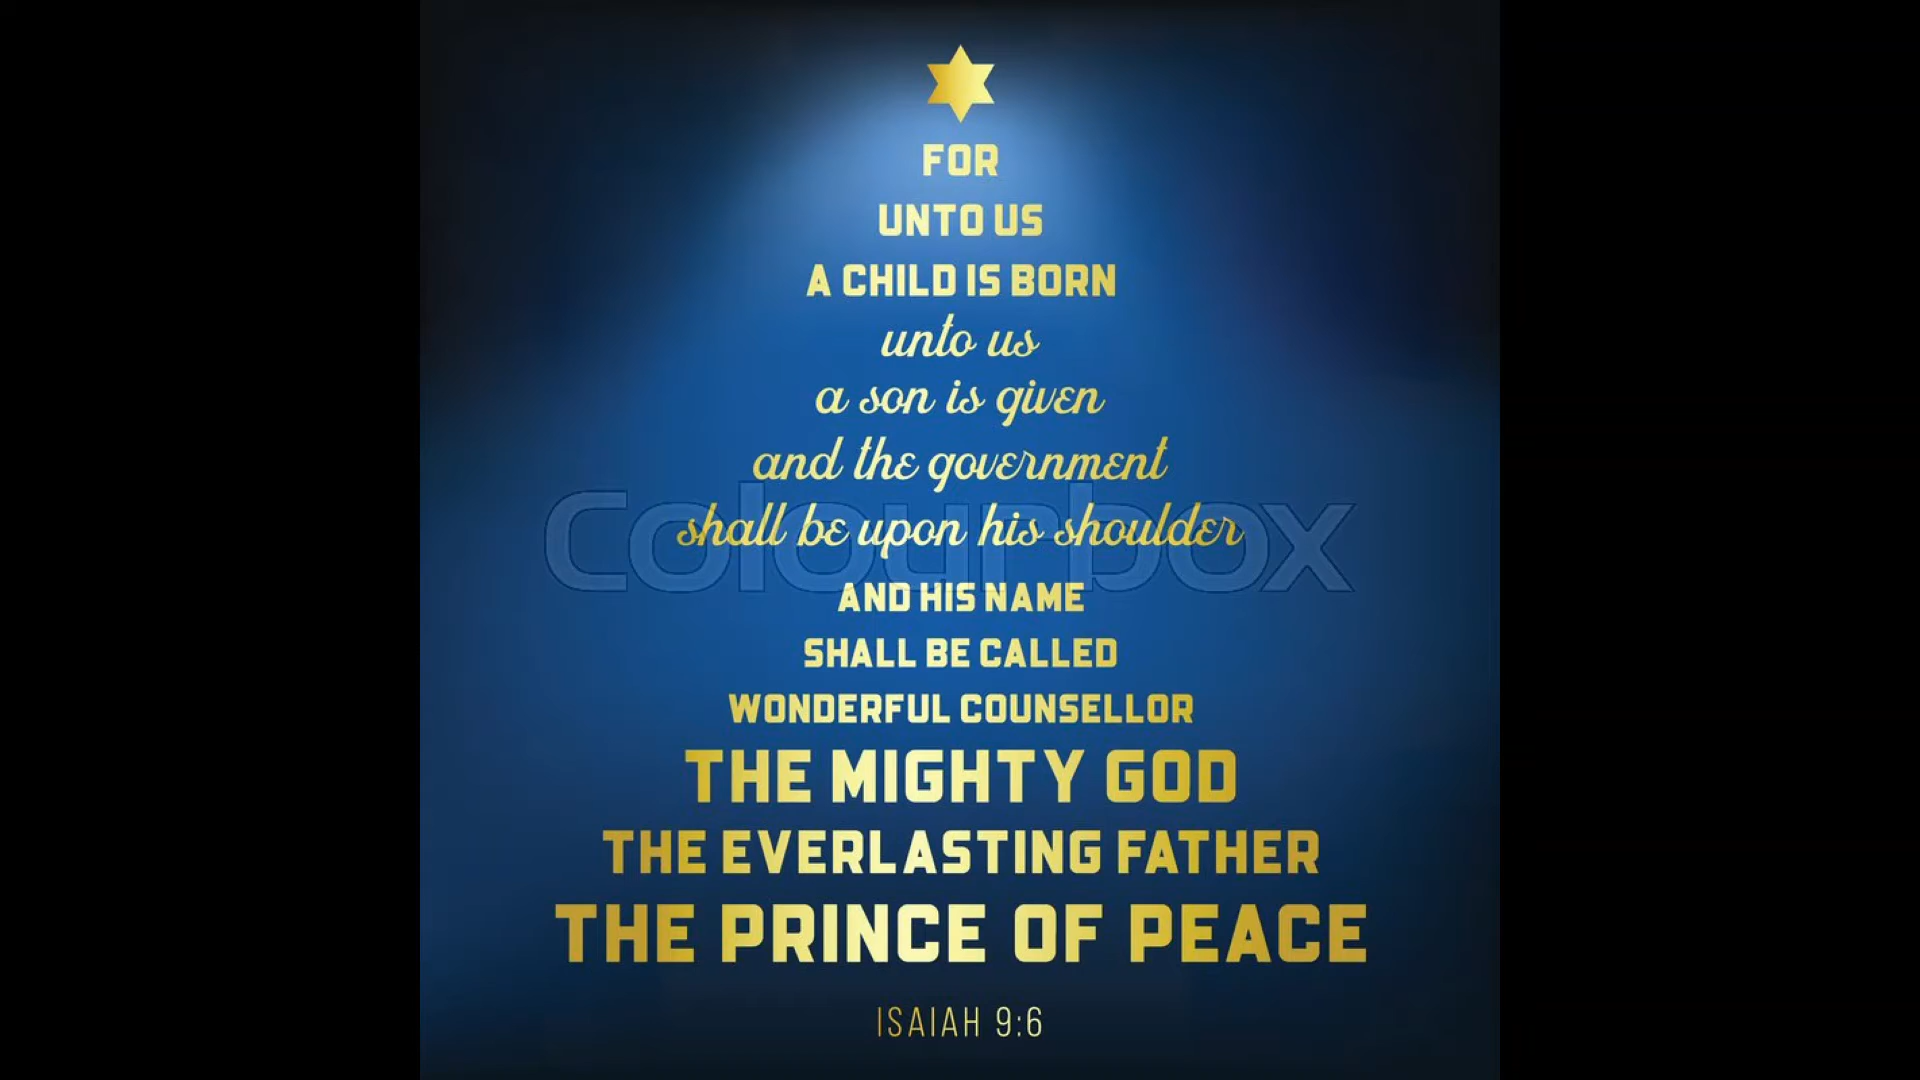 FOR
UNTO US
A CHILD IS BORN
unto us
a son is given
and the government
shall be upon his shoulder
colourbox
AND HIS NAME
SHALL BE CALLED
WONDERFUL COUNSELLOR
THE MIGHTY GOD
THE EVERLASTING FATHER
THE PRINCE OF PEACE
ISAIAH 9:6